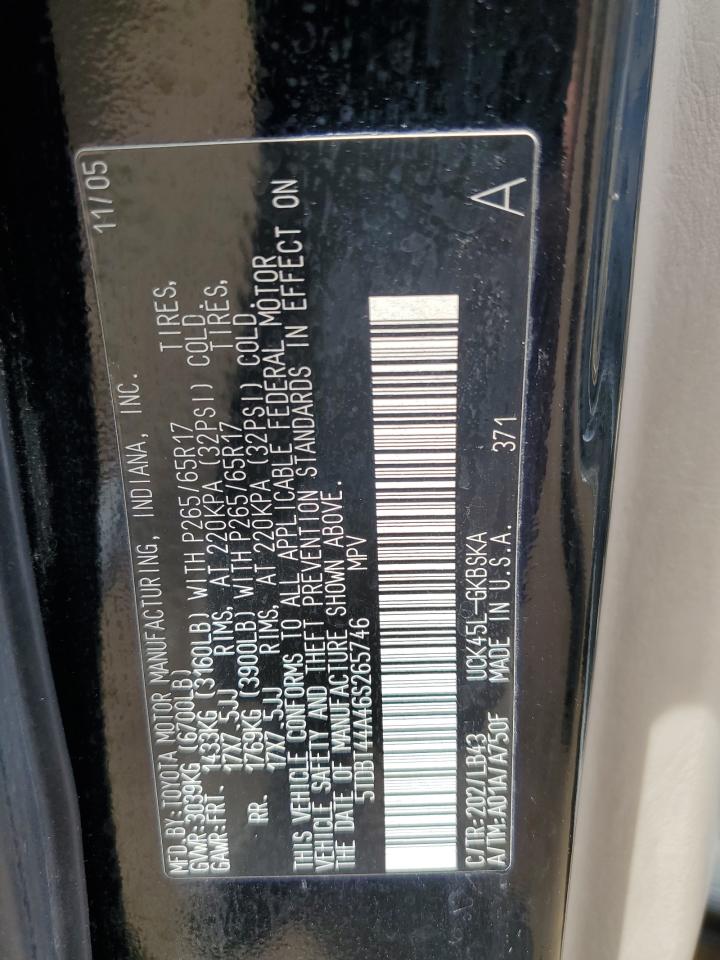 11/05
MFD.BY:TOYOTA MOTOR MANUFACTURING, INDIANA, INC.
GVWR:3039KG(6700LB)
GAWR:FRT. 1433KG (3160LB) WITH P265/65R17 TIRES,
17X7.5JJ RIMS, AT 220KPA (32PSI) COLD.
RR. 1769KG (3900LB) WITH P265/65R17 TIRES,
17X7.5JJ RIMS, AT 220KPA (32PSI) COLD.
THIS VEHICLE CONFORMS TO ALL APPLICABLE FEDERAL MOTOR
VEHICLE SAFETY AND THEFT PREVENTION STANDARDS IN EFFECT ON
THE DATE OF MANUFACTURE SHOWN ABOVE.
5TDBT44A46S265746 MPV
C/TR:202/LB43 UCK45L-GKBSKA
A/TM:A01A/A750F MADE IN U.S.A. 371 A